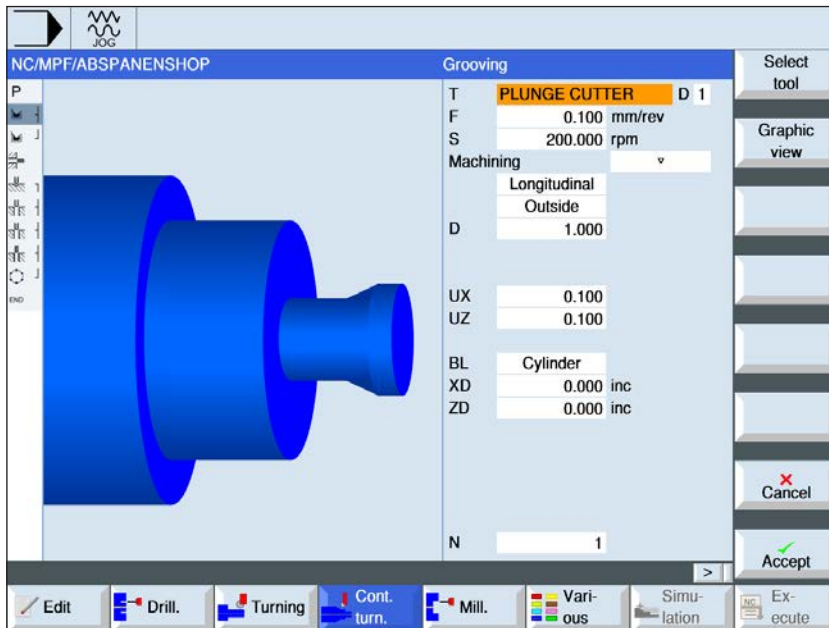 JOG
NC/MPF/ABSPANENSHOP
Grooving
Select tool
P
T PLUNGE CUTTER D 1
F 0.100 mm/rev
S 200.000 rpm
Graphic view
Machining ▿
Longitudinal
Outside
D 1.000
UX 0.100
UZ 0.100
BL Cylinder
XD 0.000 inc
ZD 0.000 inc
END
Cancel
N 1
Accept
>
Edit
Drill.
Turning
Cont. turn.
Mill.
Vari- ous
Simu- lation
NC
Ex- ecute